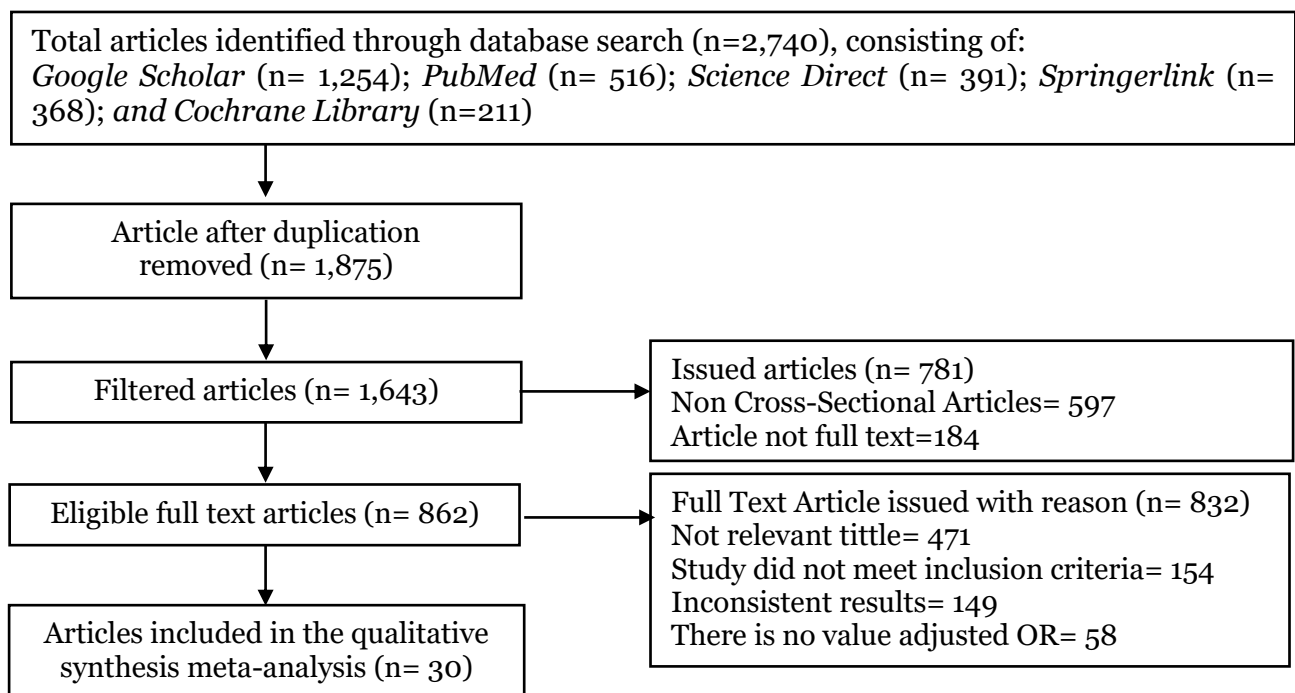 Total articles identified through database search (n=2,740), consisting of:
Google Scholar (n= 1,254); PubMed (n= 516); Science Direct (n= 391); Springerlink (n=
368); and Cochrane Library (n=211)
Article after duplication
removed (n= 1,875)
Filtered articles (n= 1,643)
Issued articles (n= 781)
Non Cross-Sectional Articles= 597
Article not full text=184
Eligible full text articles (n= 862)
Full Text Article issued with reason (n= 832)
Not relevant tittle= 471
Study did not meet inclusion criteria= 154
Inconsistent results= 149
There is no value adjusted OR= 58
Articles included in the qualitative
synthesis meta-analysis (n= 30)